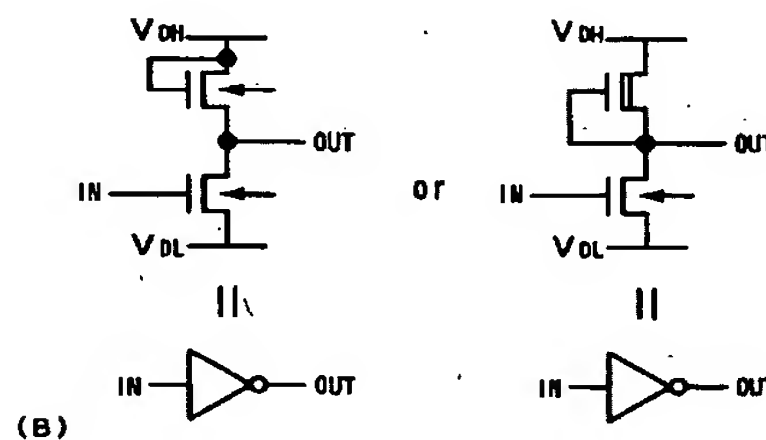 VDH VDH
OUT OUT
IN or IN
VDL VDL
IN OUT IN OUT
(B)